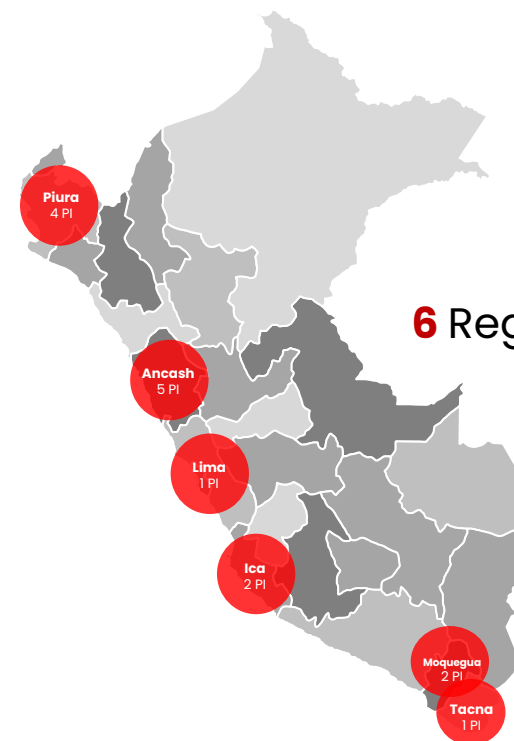 Piura
4 PI
6 Reg
Ancash
5 PI
Lima
1 PI
Ica
2 PI
Moquegua
2 PI
Tacna
1 PI